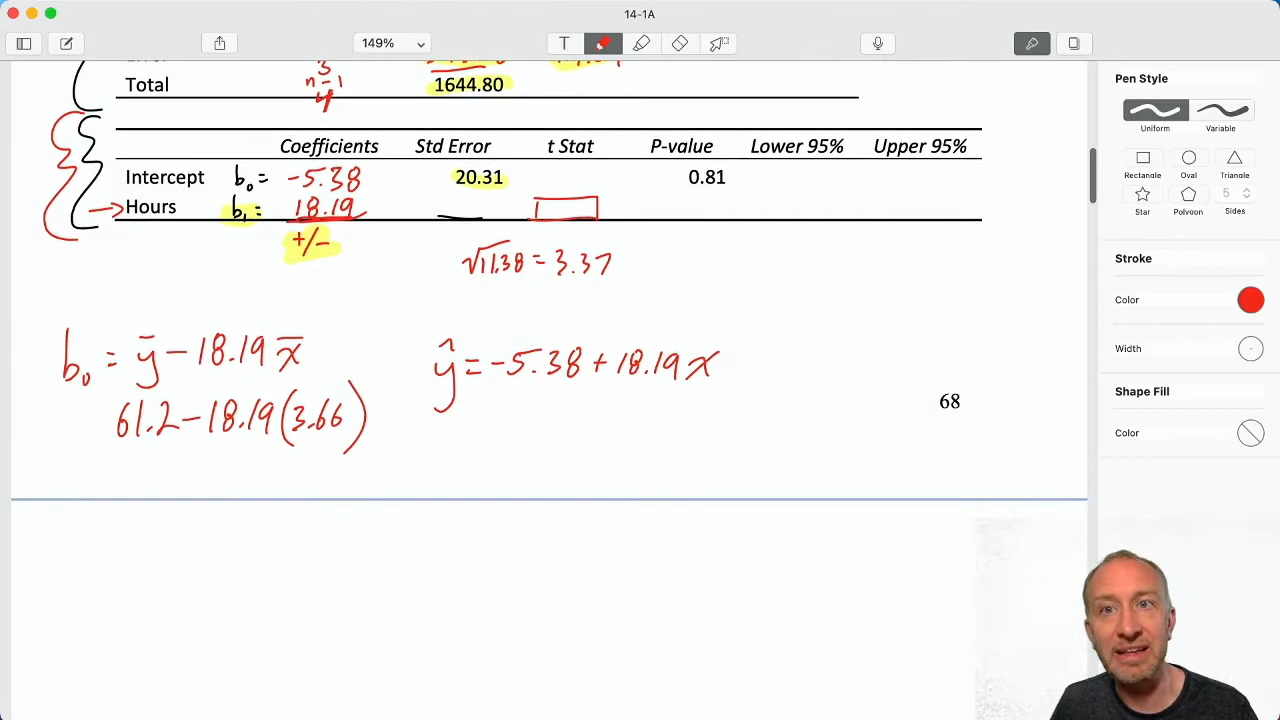 14-1A
149%
T
3
Total n-1 1644.80
4
Coefficients Std Error t Stat P-value Lower 95% Upper 95%
Intercept b₀ = -5.38 20.31 0.81
Hours b₁ = 18.19
+/-
√11.38 = 3.37
b₀ = ȳ - 18.19 x̄
61.2 - 18.19 (3.66)
ŷ = -5.38 + 18.19 x
68
Pen Style
Uniform Variable
Rectangle Oval Triangle
5
Star Polygon Sides
Stroke
Color
Width
Shape Fill
Color